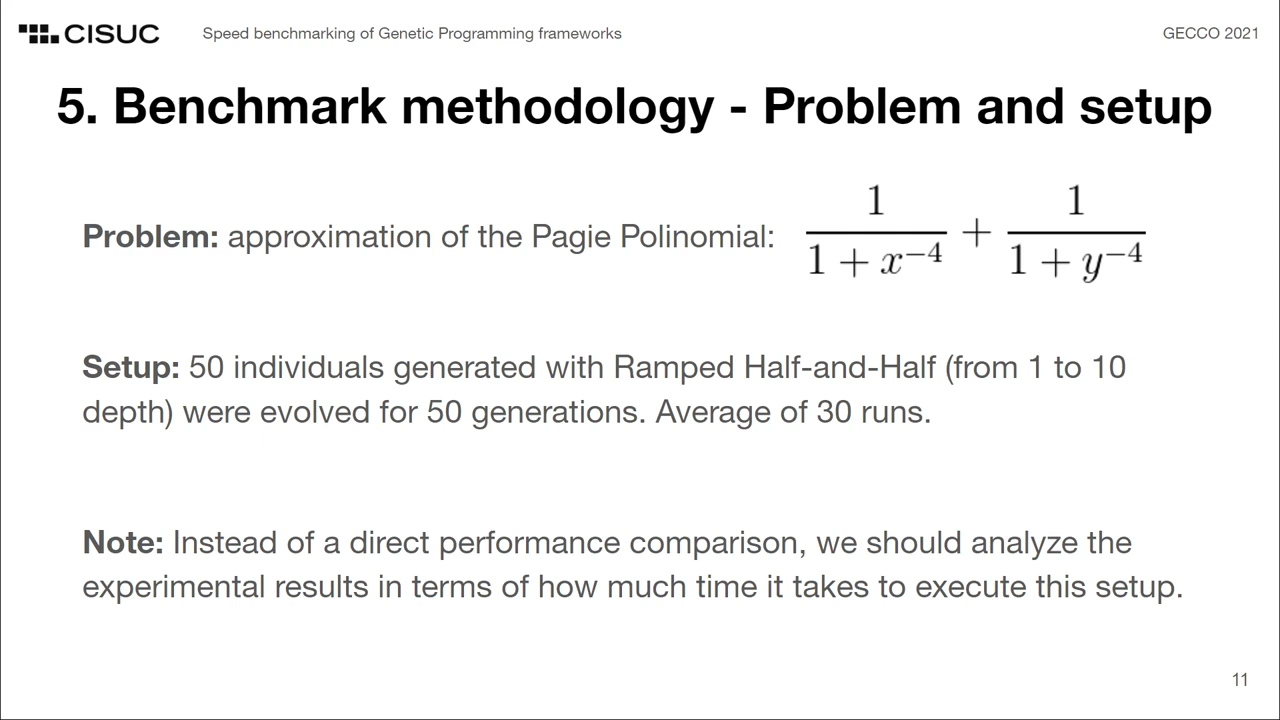 CISUC
Speed benchmarking of Genetic Programming frameworks
GECCO 2021
5. Benchmark methodology - Problem and setup
Problem: approximation of the Pagie Polinomial: 1/(1 + x⁻⁴) + 1/(1 + y⁻⁴)
Setup: 50 individuals generated with Ramped Half-and-Half (from 1 to 10
depth) were evolved for 50 generations. Average of 30 runs.
Note: Instead of a direct performance comparison, we should analyze the
experimental results in terms of how much time it takes to execute this setup.
11